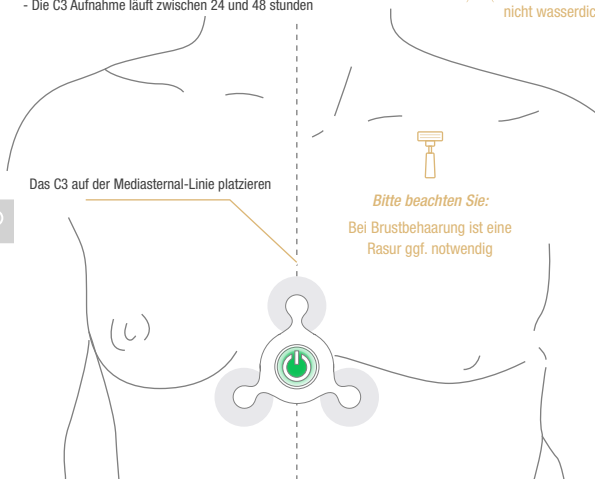 - Die C3 Aufnahme läuft zwischen 24 und 48 stunden
nicht
Das C3 auf der Mediasternal-Linie platzieren
Bitte beachten Sie:
Bei Brustbehaarung ist eine
Rasur ggf. notwendig